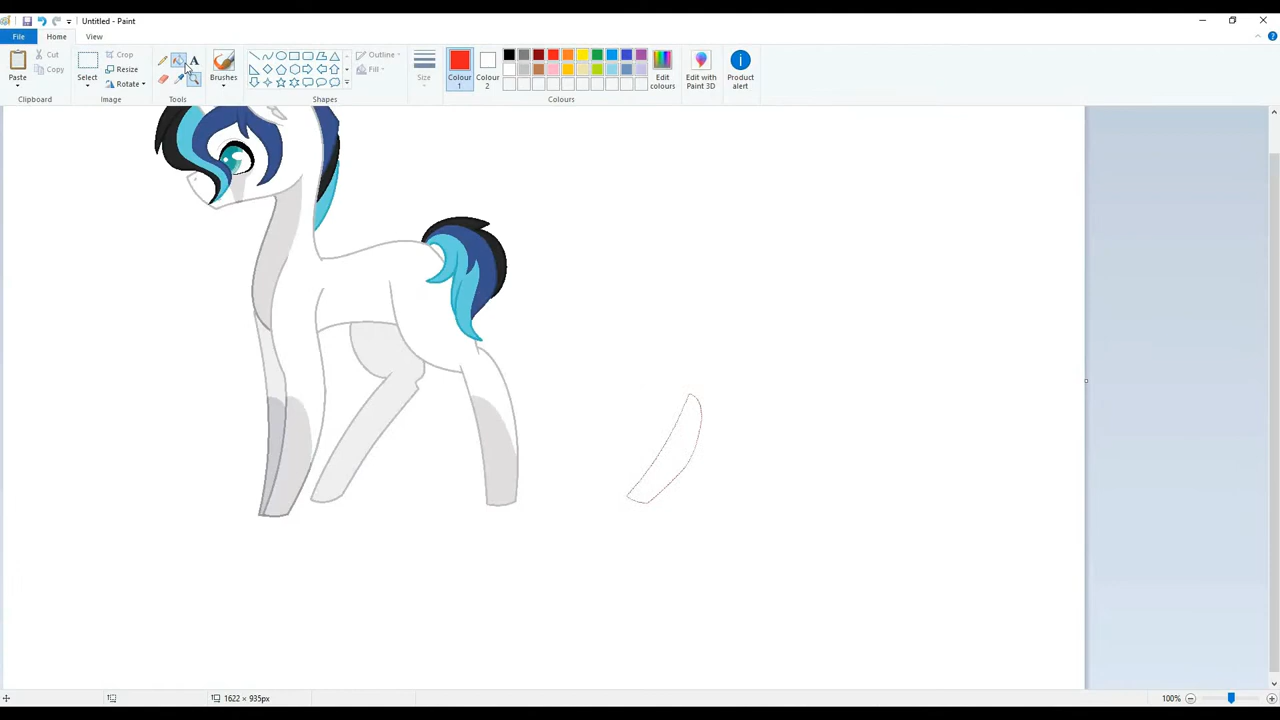 Untitled - Paint
File Home View
Paste
Cut
Copy
Clipboard
Select
Crop
Resize
Rotate
Image
A
Tools
Brushes
Outline
Fill
Shapes
Size
Colour 1
Colour 2
Edit colours
Colours
Edit with Paint 3D
Product alert
1622 × 935px
100%